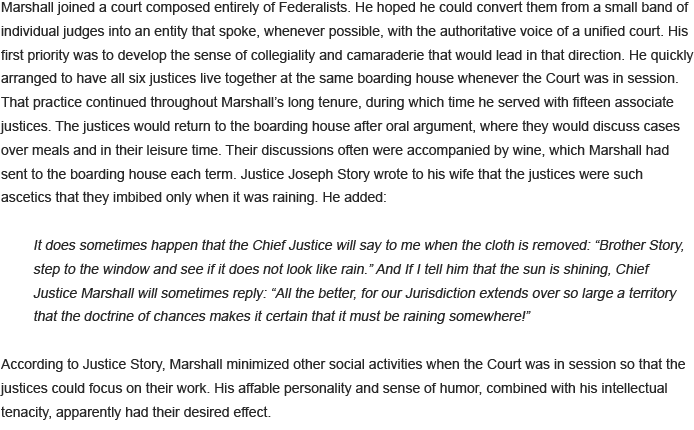 Marshall joined a court composed entirely of Federalists. He hoped he could convert them from a small band of
individual judges into an entity that spoke, whenever possible, with the authoritative voice of a unified court. His
first priority was to develop the sense of collegiality and camaraderie that would lead in that direction. He quickly
arranged to have all six justices live together at the same boarding house whenever the Court was in session.
That practice continued throughout Marshall’s long tenure, during which time he served with fifteen associate
justices. The justices would return to the boarding house after oral argument, where they would discuss cases
over meals and in their leisure time. Their discussions often were accompanied by wine, which Marshall had
sent to the boarding house each term. Justice Joseph Story wrote to his wife that the justices were such
ascetics that they imbibed only when it was raining. He added:
It does sometimes happen that the Chief Justice will say to me when the cloth is removed: “Brother Story,
step to the window and see if it does not look like rain.” And If I tell him that the sun is shining, Chief
Justice Marshall will sometimes reply: “All the better, for our Jurisdiction extends over so large a territory
that the doctrine of chances makes it certain that it must be raining somewhere!”
According to Justice Story, Marshall minimized other social activities when the Court was in session so that the
justices could focus on their work. His affable personality and sense of humor, combined with his intellectual
tenacity, apparently had their desired effect.